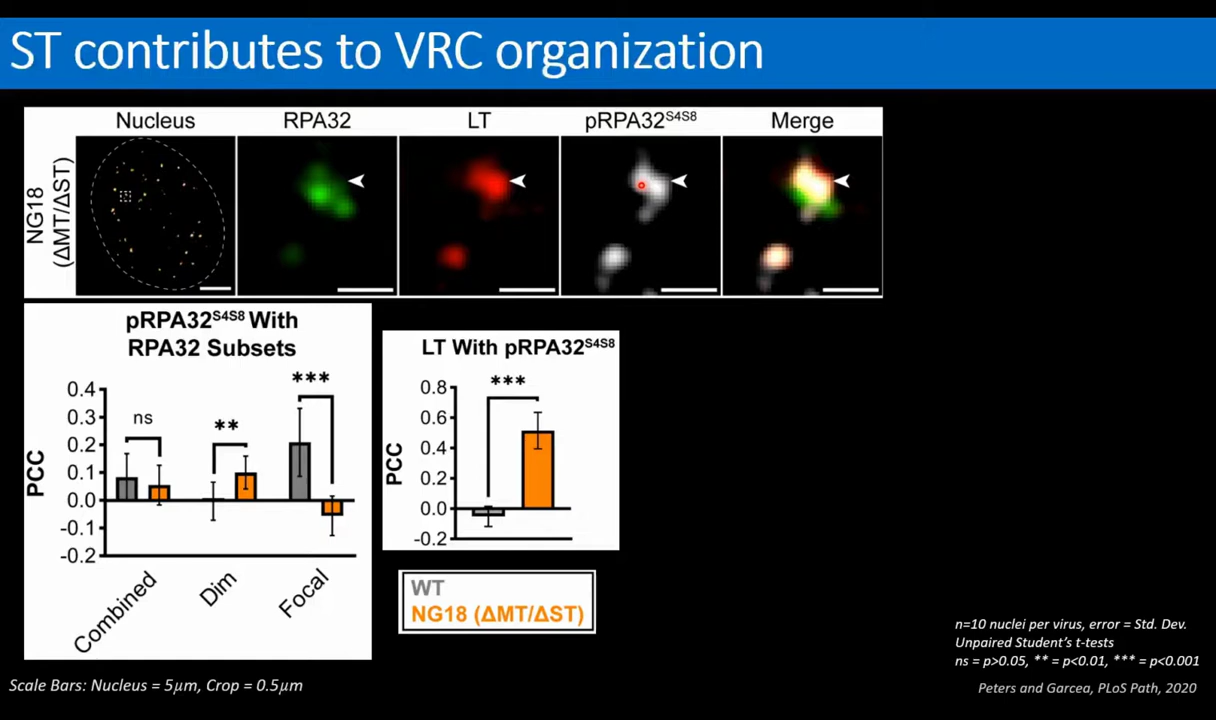 ST contributes to VRC organization
Nucleus RPA32 LT pRPA32S4S8 Merge
NG18
(ΔMT/ΔST)
pRPA32S4S8 With
RPA32 Subsets
PCC
0.4
0.3
0.2
0.1
0.0
-0.1
-0.2
ns
**
***
Combined
Dim
Focal
LT With pRPA32S4S8
PCC
0.8
0.6
0.4
0.2
0.0
-0.2
***
WT
NG18 (ΔMT/ΔST)
n=10 nuclei per virus, error = Std. Dev.
Unpaired Student’s t-tests
ns = p>0.05, ** = p<0.01, *** = p<0.001
Scale Bars: Nucleus = 5μm, Crop = 0.5μm
Peters and Garcea, PLoS Path, 2020